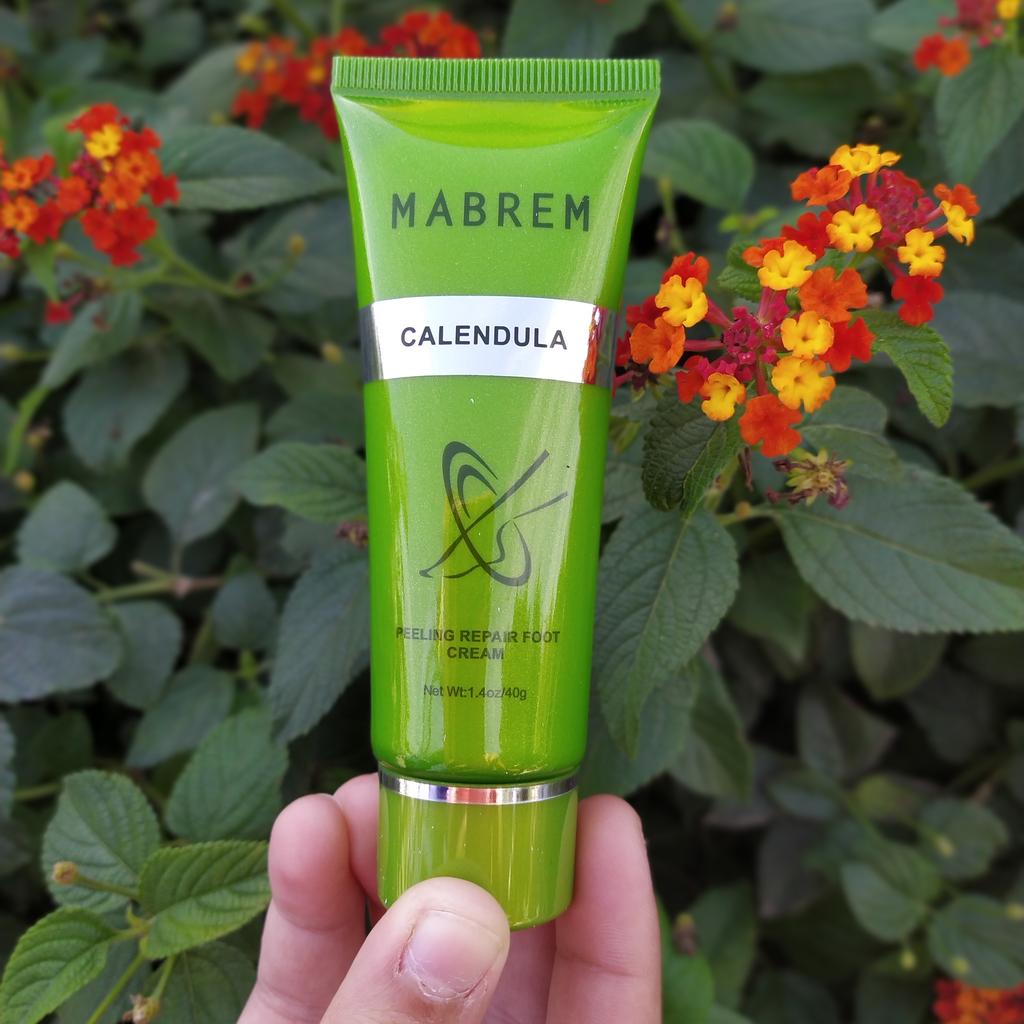 MABREM
CALENDULA
PEELING REPAIR FOOT
CREAM
Net Wt:1.4oz/40g